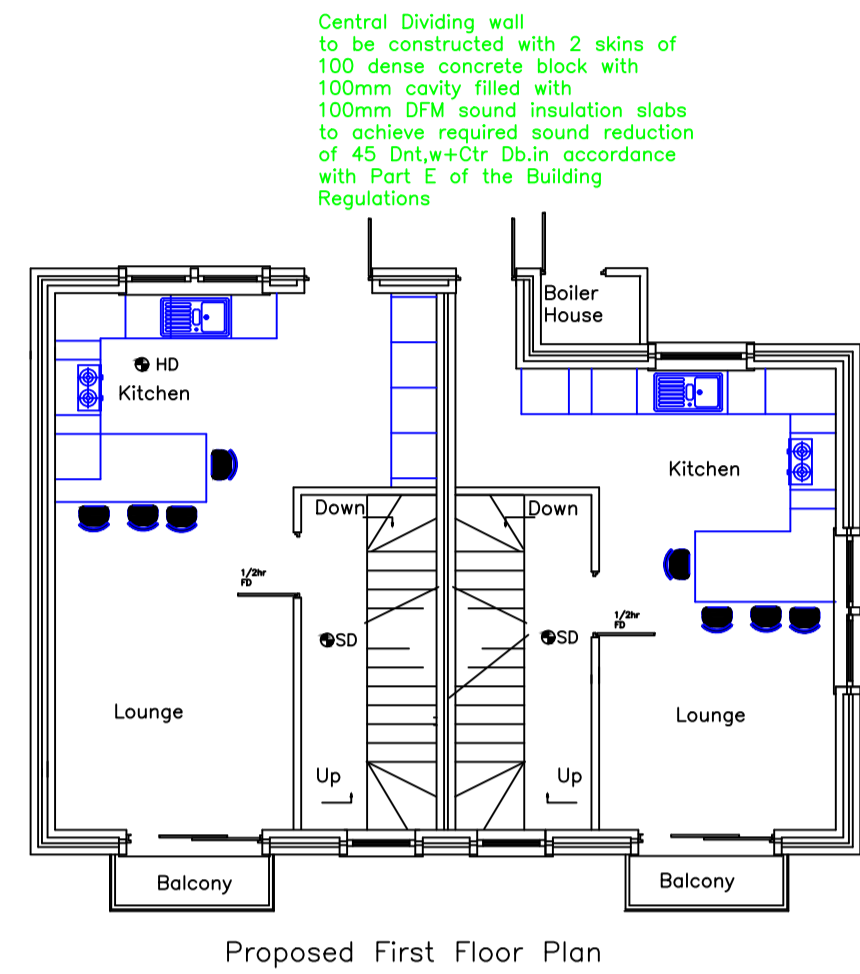 Central Dividing wall
to be constructed with 2 skins of
100 dense concrete block with
100mm cavity filled with
100mm DFM sound insulation slabs
to achieve required sound reduction
of 45 Dnt,w+Ctr Db.in accordance
with Part E of the Building
Regulations
Boiler
House
HD
Kitchen
Kitchen
Down
Down
1/2hr
FD
1/2hr
FD
SD
SD
Lounge
Lounge
Up
Up
Balcony
Balcony
Proposed First Floor Plan